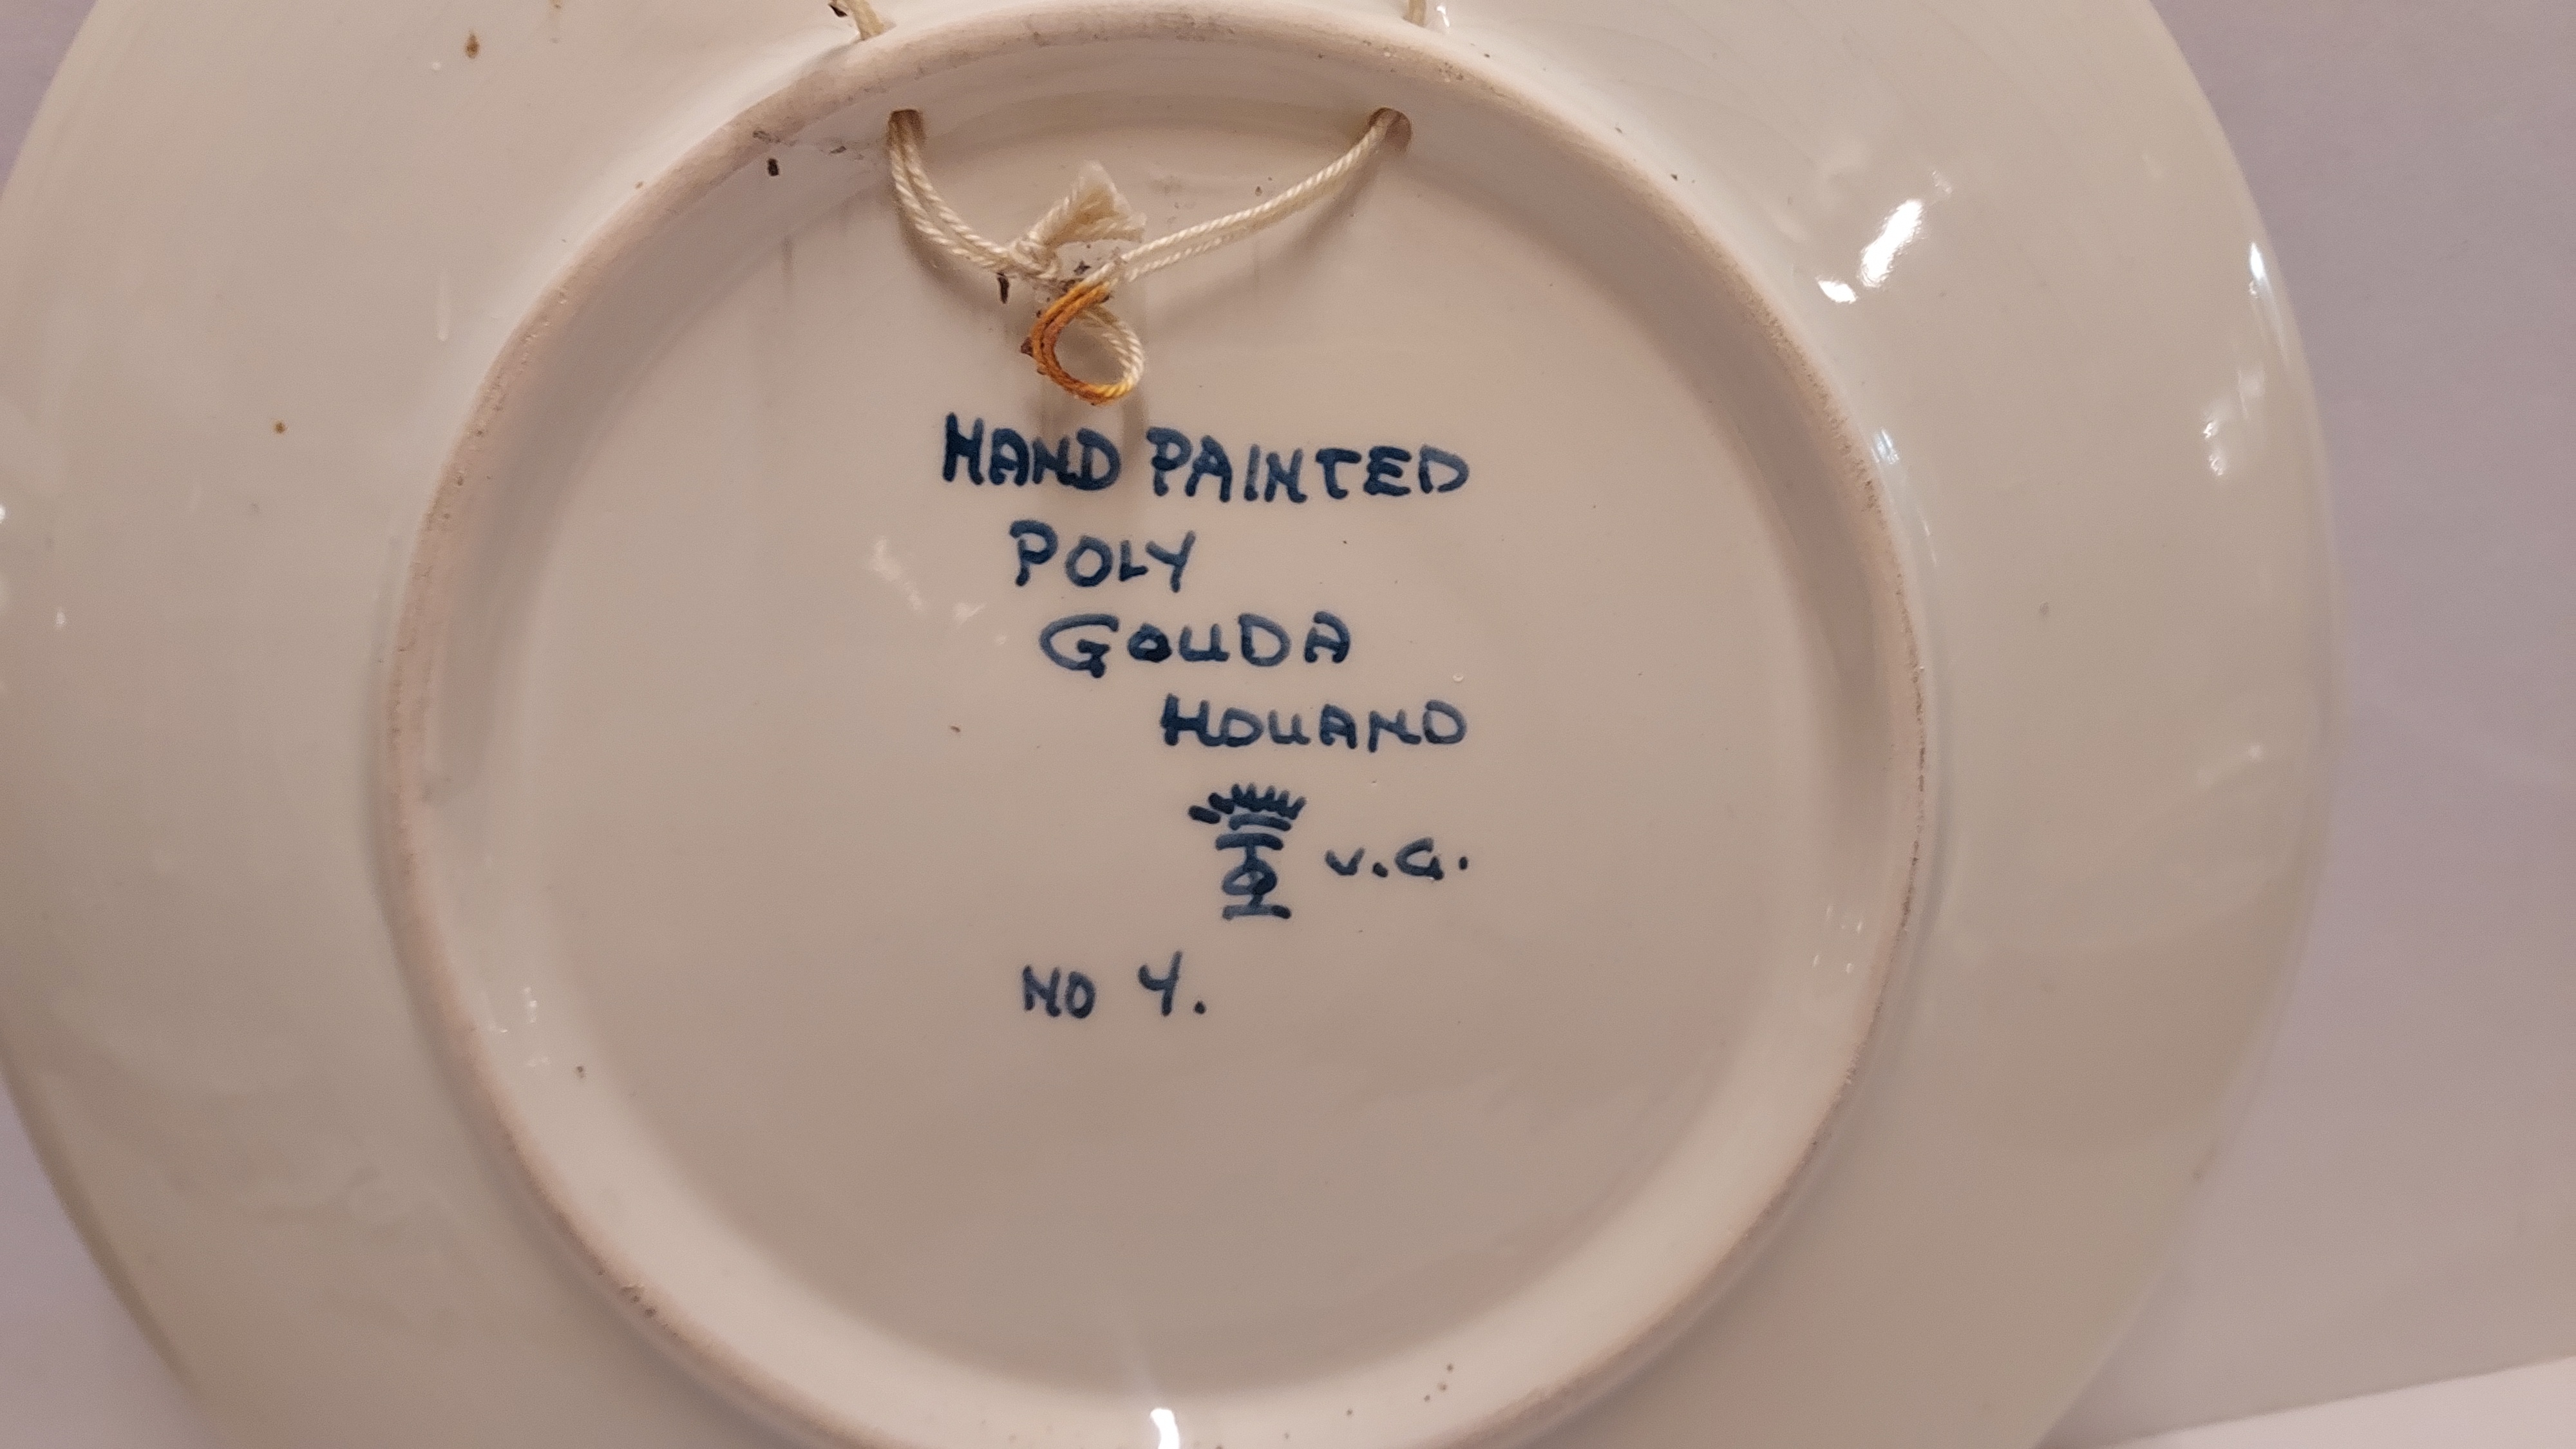 HAND PAINTED
POLY
GOUDA
HOLLAND
V.G.
NO 4.